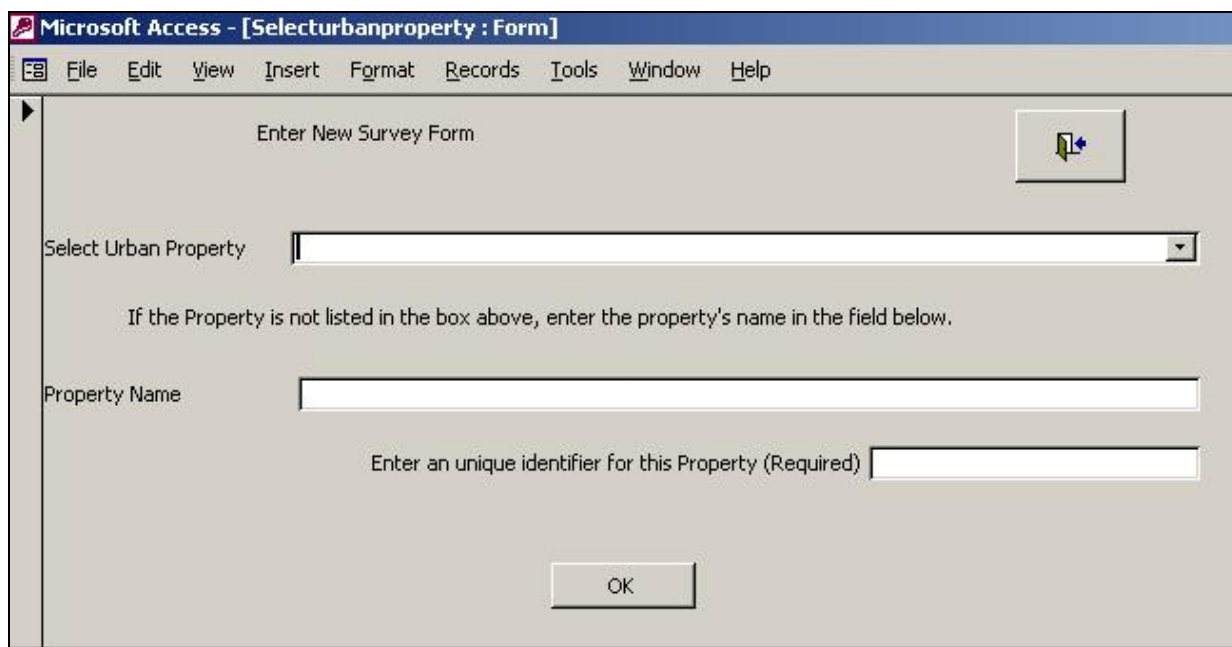 Microsoft Access - [Selecturbanproperty : Form]
File Edit View Insert Format Records Tools Window Help
Enter New Survey Form
Select Urban Property
If the Property is not listed in the box above, enter the property's name in the field below.
Property Name
Enter an unique identifier for this Property (Required)
OK